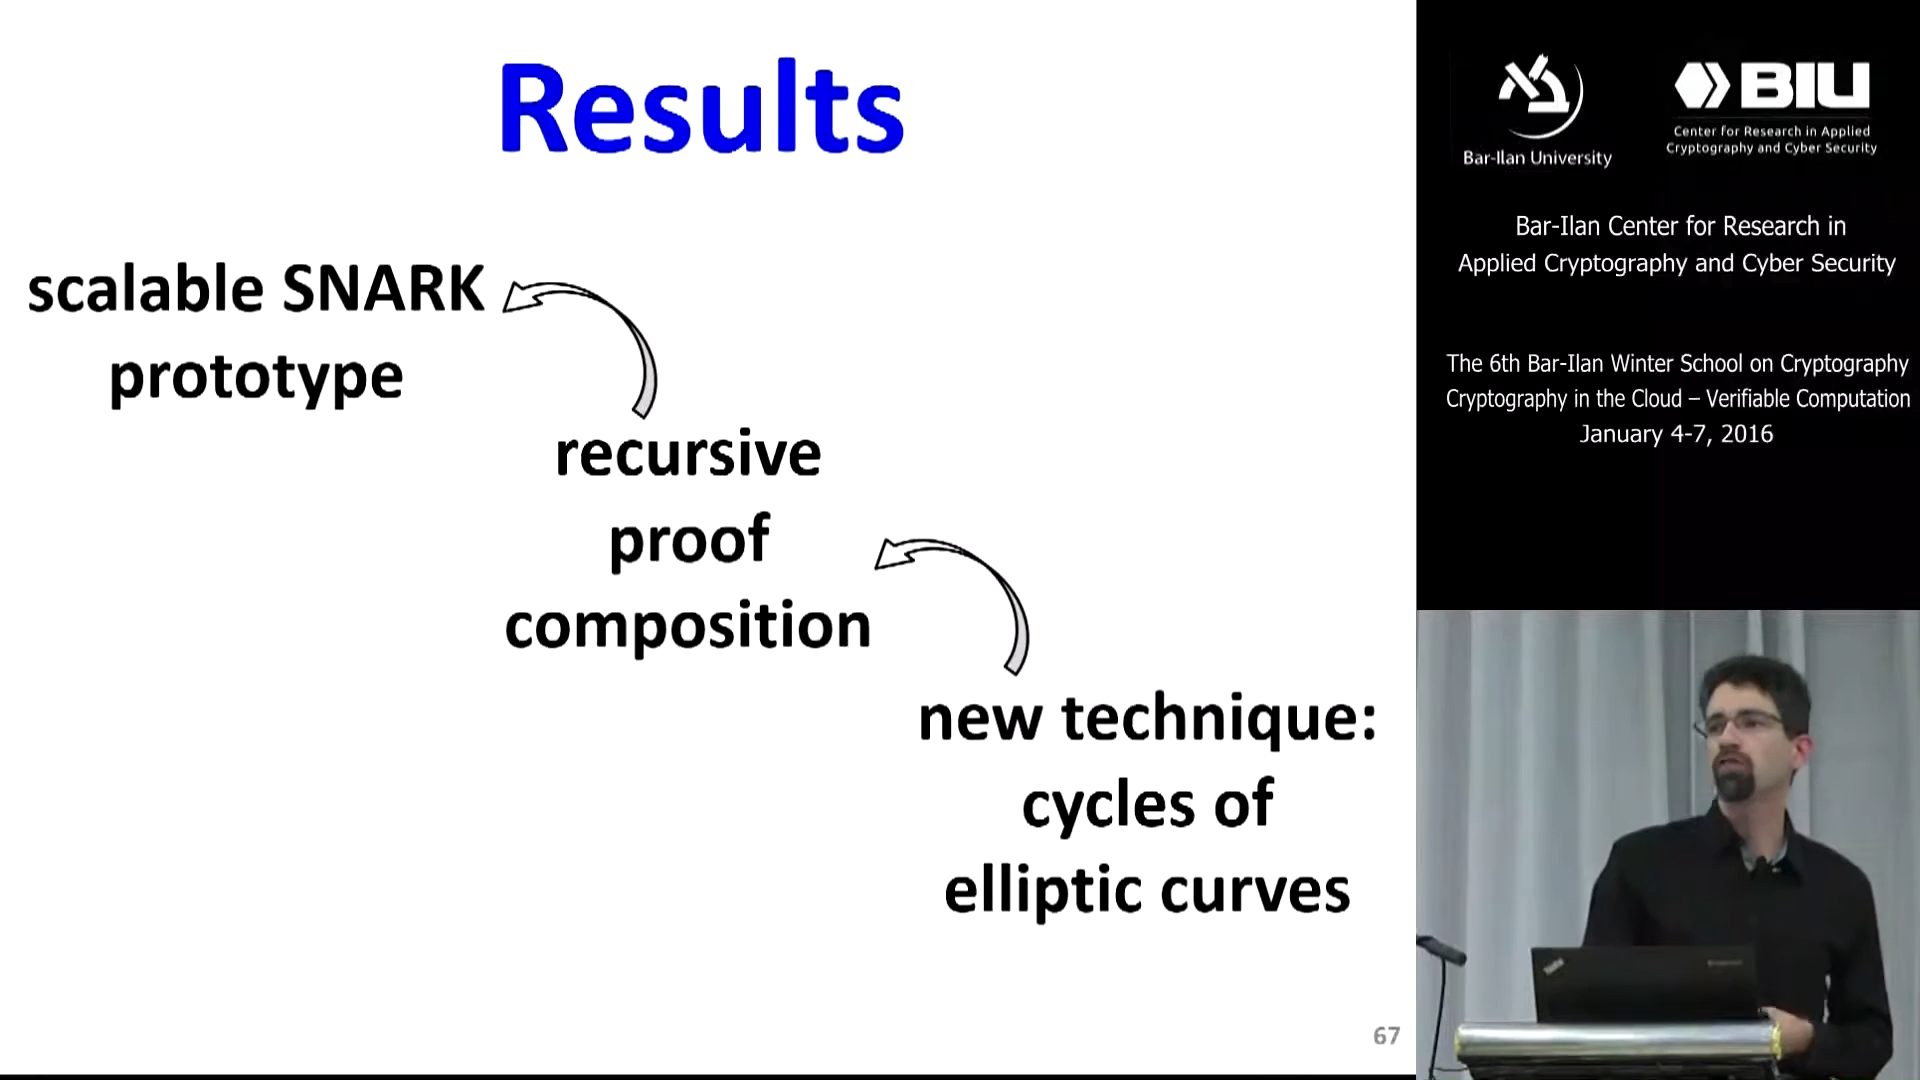 Results
scalable SNARK
prototype
recursive
proof
composition
new technique:
cycles of
elliptic curves
67
Bar-Ilan University
BIU
Center for Research in Applied
Cryptography and Cyber Security
Bar-Ilan Center for Research in
Applied Cryptography and Cyber Security
The 6th Bar-Ilan Winter School on Cryptography
Cryptography in the Cloud – Verifiable Computation
January 4-7, 2016